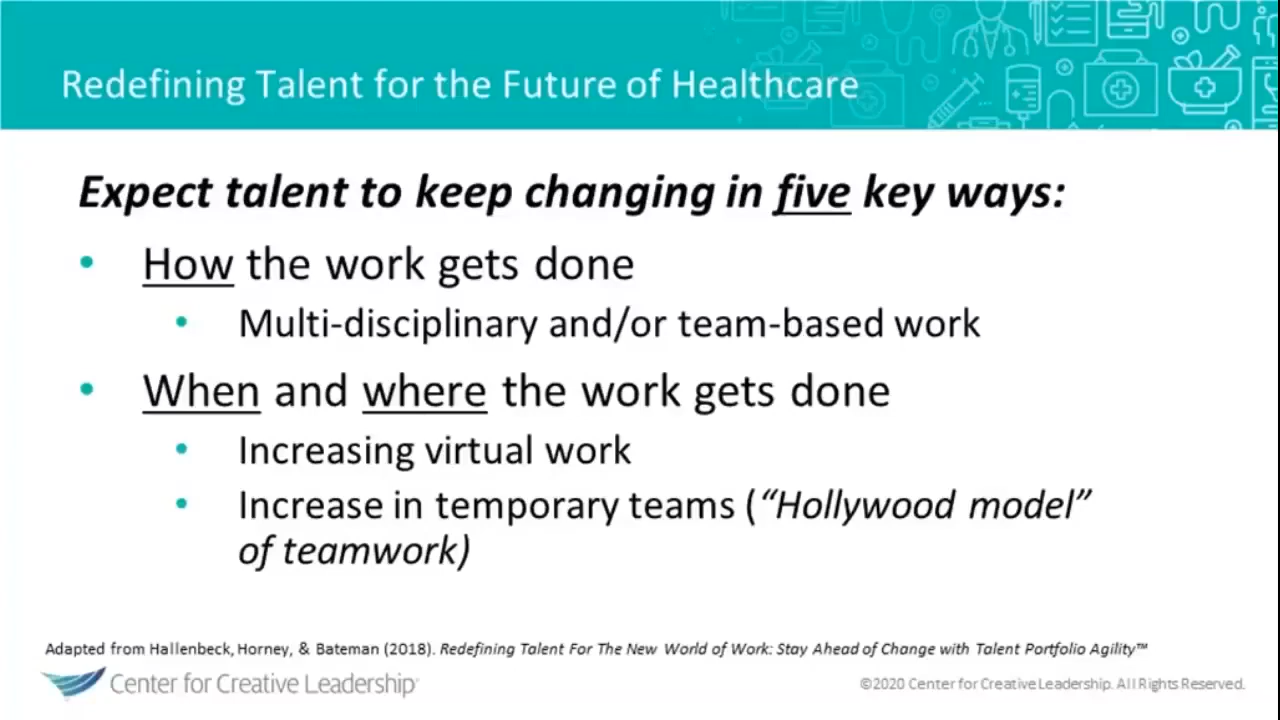 Redefining Talent for the Future of Healthcare
Expect talent to keep changing in five key ways:
• How the work gets done
• Multi-disciplinary and/or team-based work
• When and where the work gets done
• Increasing virtual work
• Increase in temporary teams (“Hollywood model”
of teamwork)
Adapted from Hallenbeck, Horney, & Bateman (2018). Redefining Talent For The New World of Work: Stay Ahead of Change with Talent Portfolio Agility™
Center for Creative Leadership®
©2020 Center for Creative Leadership. All Rights Reserved.